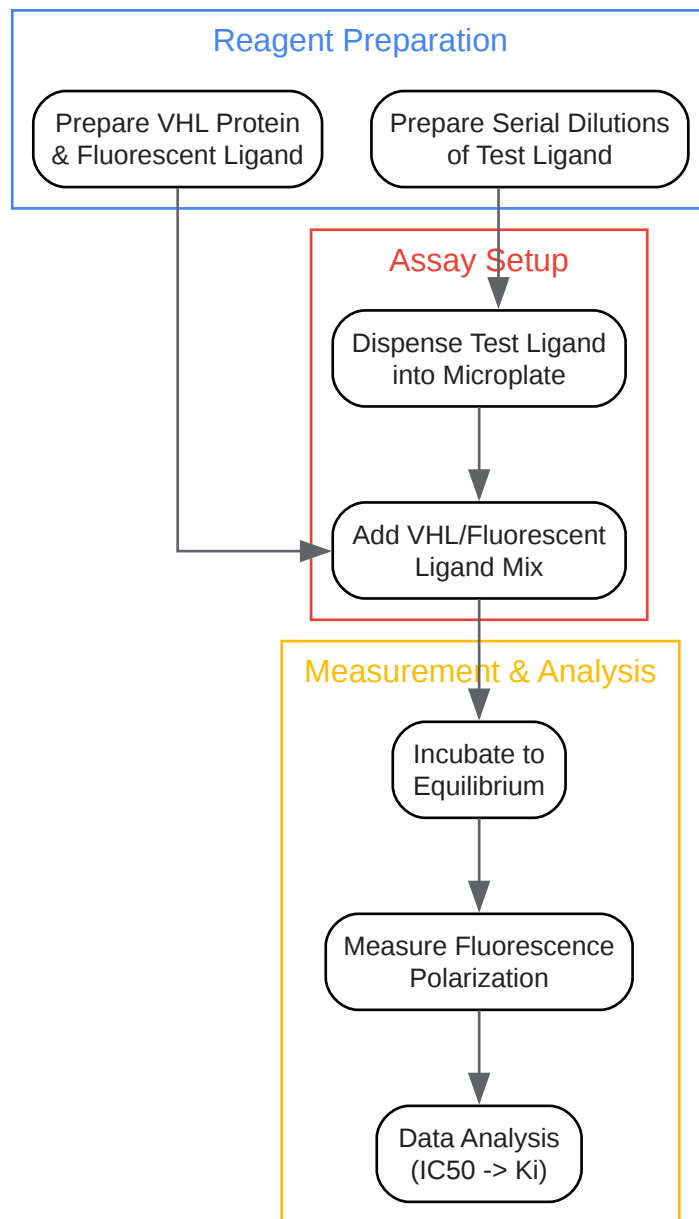 Reagent Preparation
Prepare VHL Protein
& Fluorescent Ligand
Prepare Serial Dilutions
of Test Ligand
Assay Setup
Dispense Test Ligand
into Microplate
Add VHL/Fluorescent
Ligand Mix
Measurement & Analysis
Incubate to
Equilibrium
Measure Fluorescence
Polarization
Data Analysis
(IC50 -> Ki)